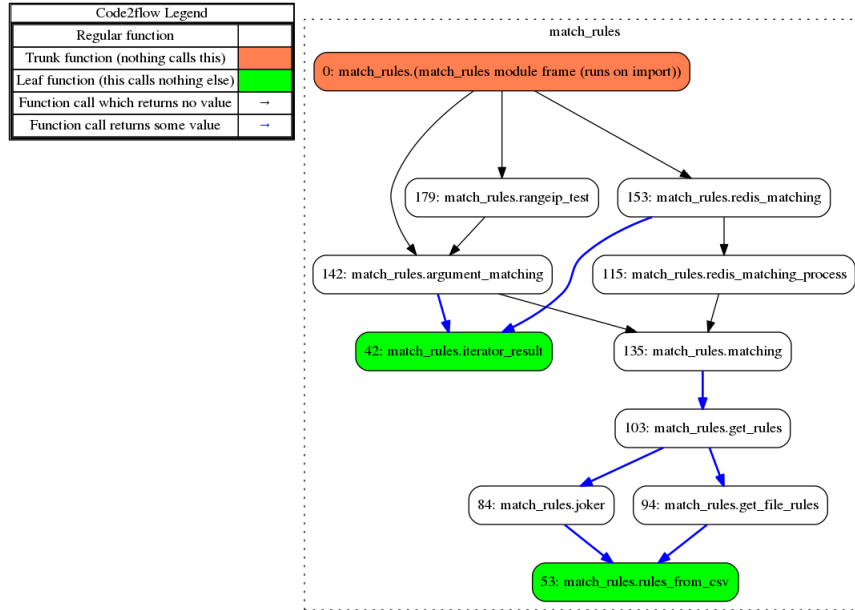 Code2flow Legend
Regular function
Trunk function (nothing calls this)
Leaf function (this calls nothing else)
Function call which returns no value →
Function call returns some value →
match_rules
0: match_rules.(match_rules module frame (runs on import))
179: match_rules.rangeip_test
153: match_rules.redis_matching
142: match_rules.argument_matching
115: match_rules.redis_matching_process
42: match_rules.iterator_result
135: match_rules.matching
103: match_rules.get_rules
84: match_rules.joker
94: match_rules.get_file_rules
53: match_rules.rules_from_csv